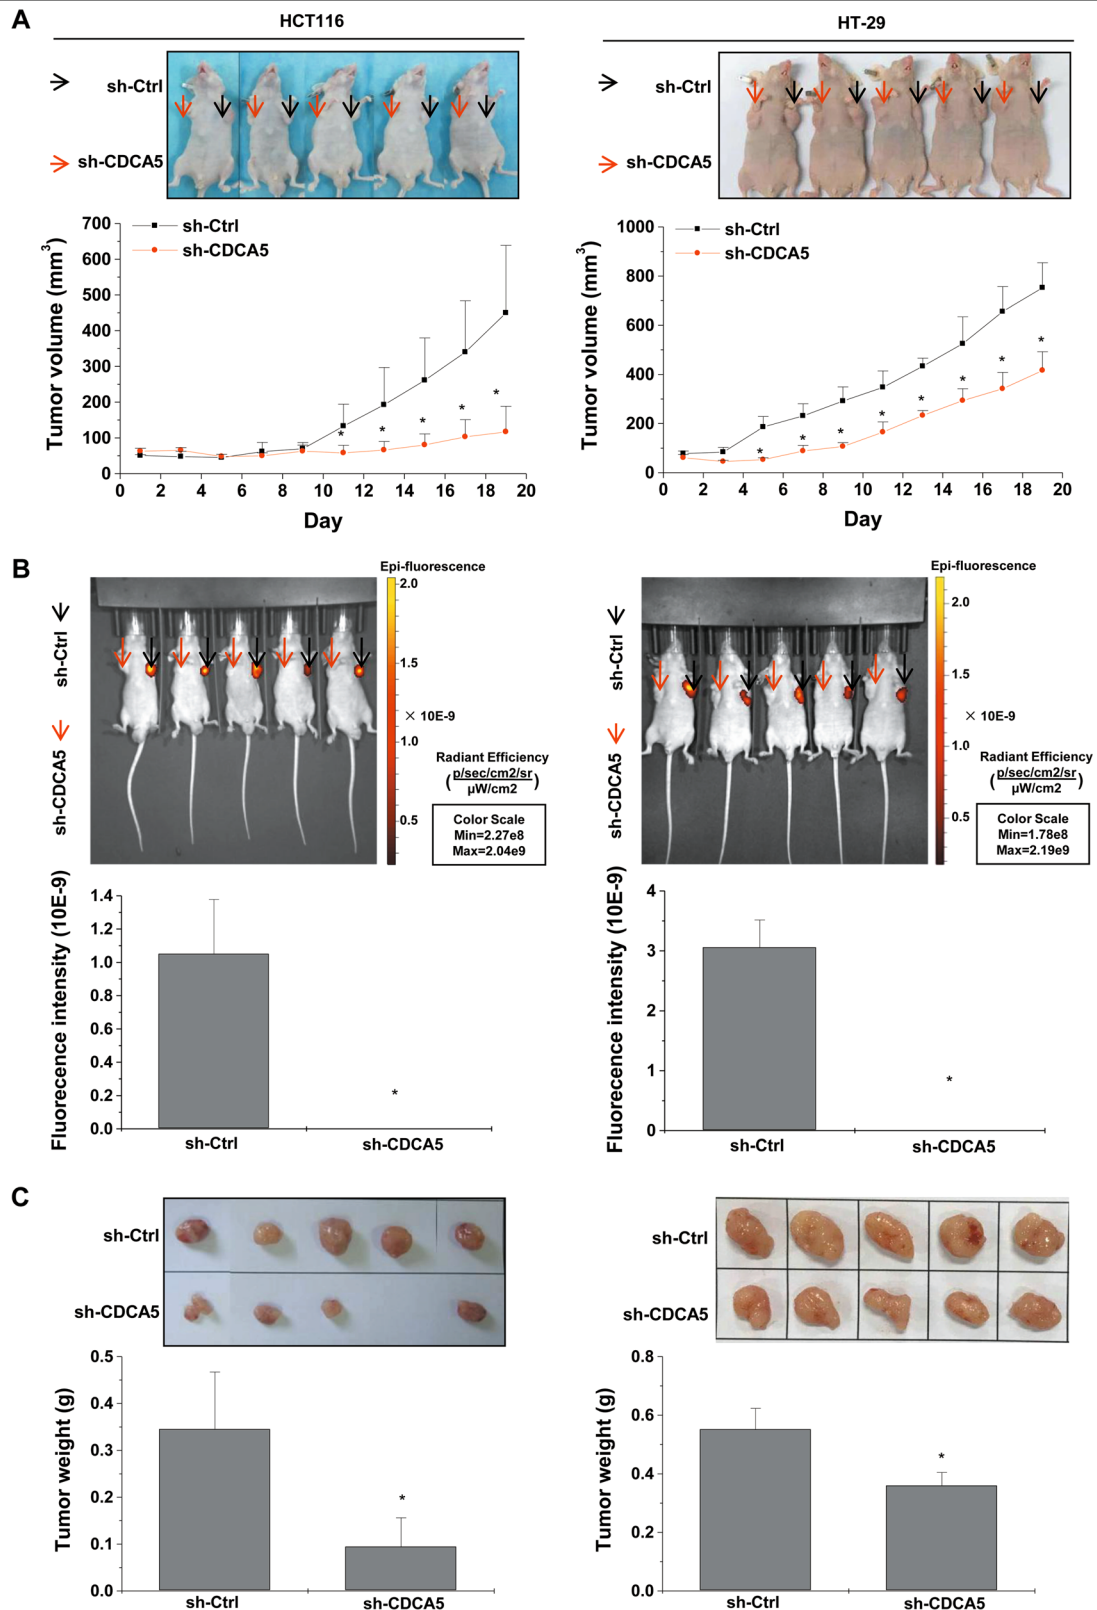 A
HCT116
HT-29
sh-Ctrl
sh-CDCA5
sh-Ctrl
sh-CDCA5
Tumor volume (mm3)
700
600
500
400
300
200
100
0
sh-Ctrl
sh-CDCA5
*
*
*
*
*
0 2 4 6 8 10 12 14 16 18 20
Day
Tumor volume (mm3)
1000
800
600
400
200
0
sh-Ctrl
sh-CDCA5
*
*
*
*
*
*
*
*
0 2 4 6 8 10 12 14 16 18 20
Day
B
sh-Ctrl
sh-CDCA5
Epi-fluorescence
2.0
1.5
× 10E-9
1.0
0.5
Radiant Efficiency
(p/sec/cm2/sr
µW/cm2)
Color Scale
Min=2.27e8
Max=2.04e9
sh-Ctrl
sh-CDCA5
Epi-fluorescence
2.0
1.5
× 10E-9
1.0
0.5
Radiant Efficiency
(p/sec/cm2/sr
µW/cm2)
Color Scale
Min=1.78e8
Max=2.19e9
Fluorecence intensity (10E-9)
1.4
1.2
1.0
0.8
0.6
0.4
0.2
0.0
*
sh-Ctrl sh-CDCA5
Fluorecence intensity (10E-9)
4
3
2
1
0
*
sh-Ctrl sh-CDCA5
C
sh-Ctrl
sh-CDCA5
sh-Ctrl
sh-CDCA5
Tumor weight (g)
0.5
0.4
0.3
0.2
0.1
0.0
*
sh-Ctrl sh-CDCA5
Tumor weight (g)
0.8
0.6
0.4
0.2
0.0
*
sh-Ctrl sh-CDCA5